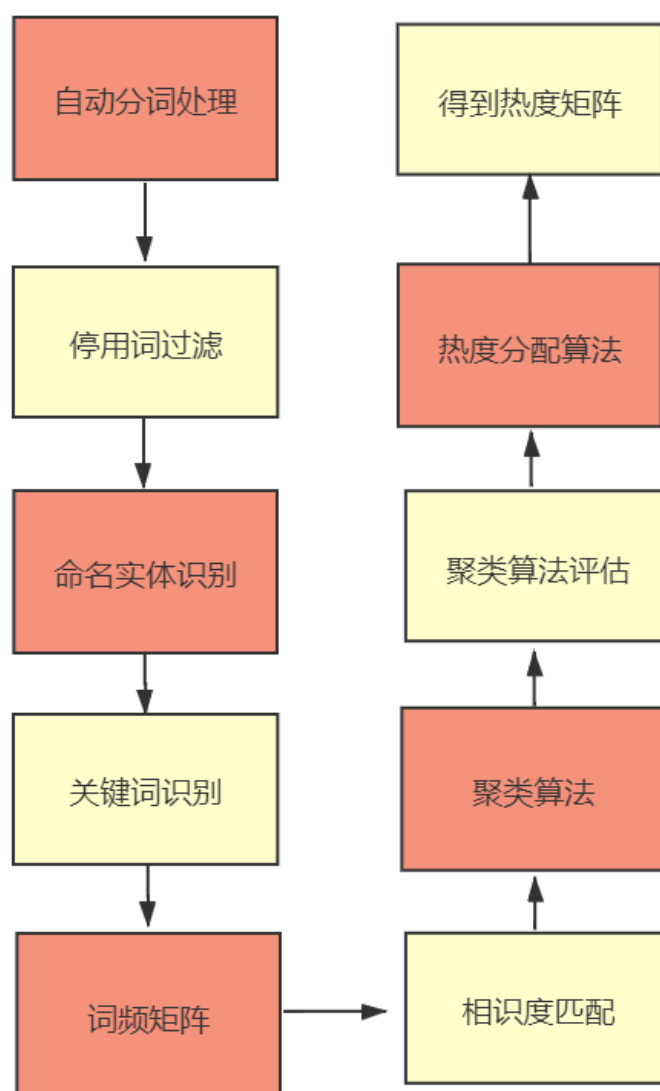 自动分词处理
停用词过滤
命名实体识别
关键词识别
词频矩阵
相识度匹配
聚类算法
聚类算法评估
热度分配算法
得到热度矩阵